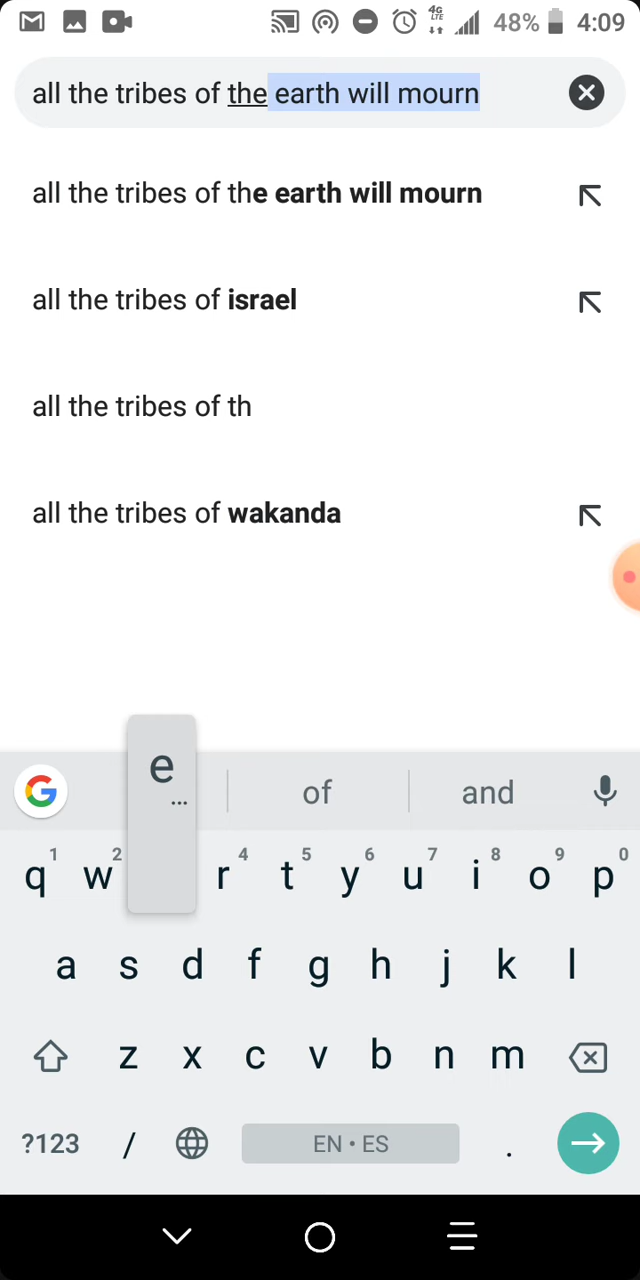 4G LTE 48% 4:09
all the tribes of the earth will mourn
all the tribes of the earth will mourn
all the tribes of israel
all the tribes of th
all the tribes of wakanda
e
...
of and
q 1 w 2 r 4 t 5 y 6 u 7 i 8 o 9 p 0
a s d f g h j k l
z x c v b n m
?123 / EN • ES .